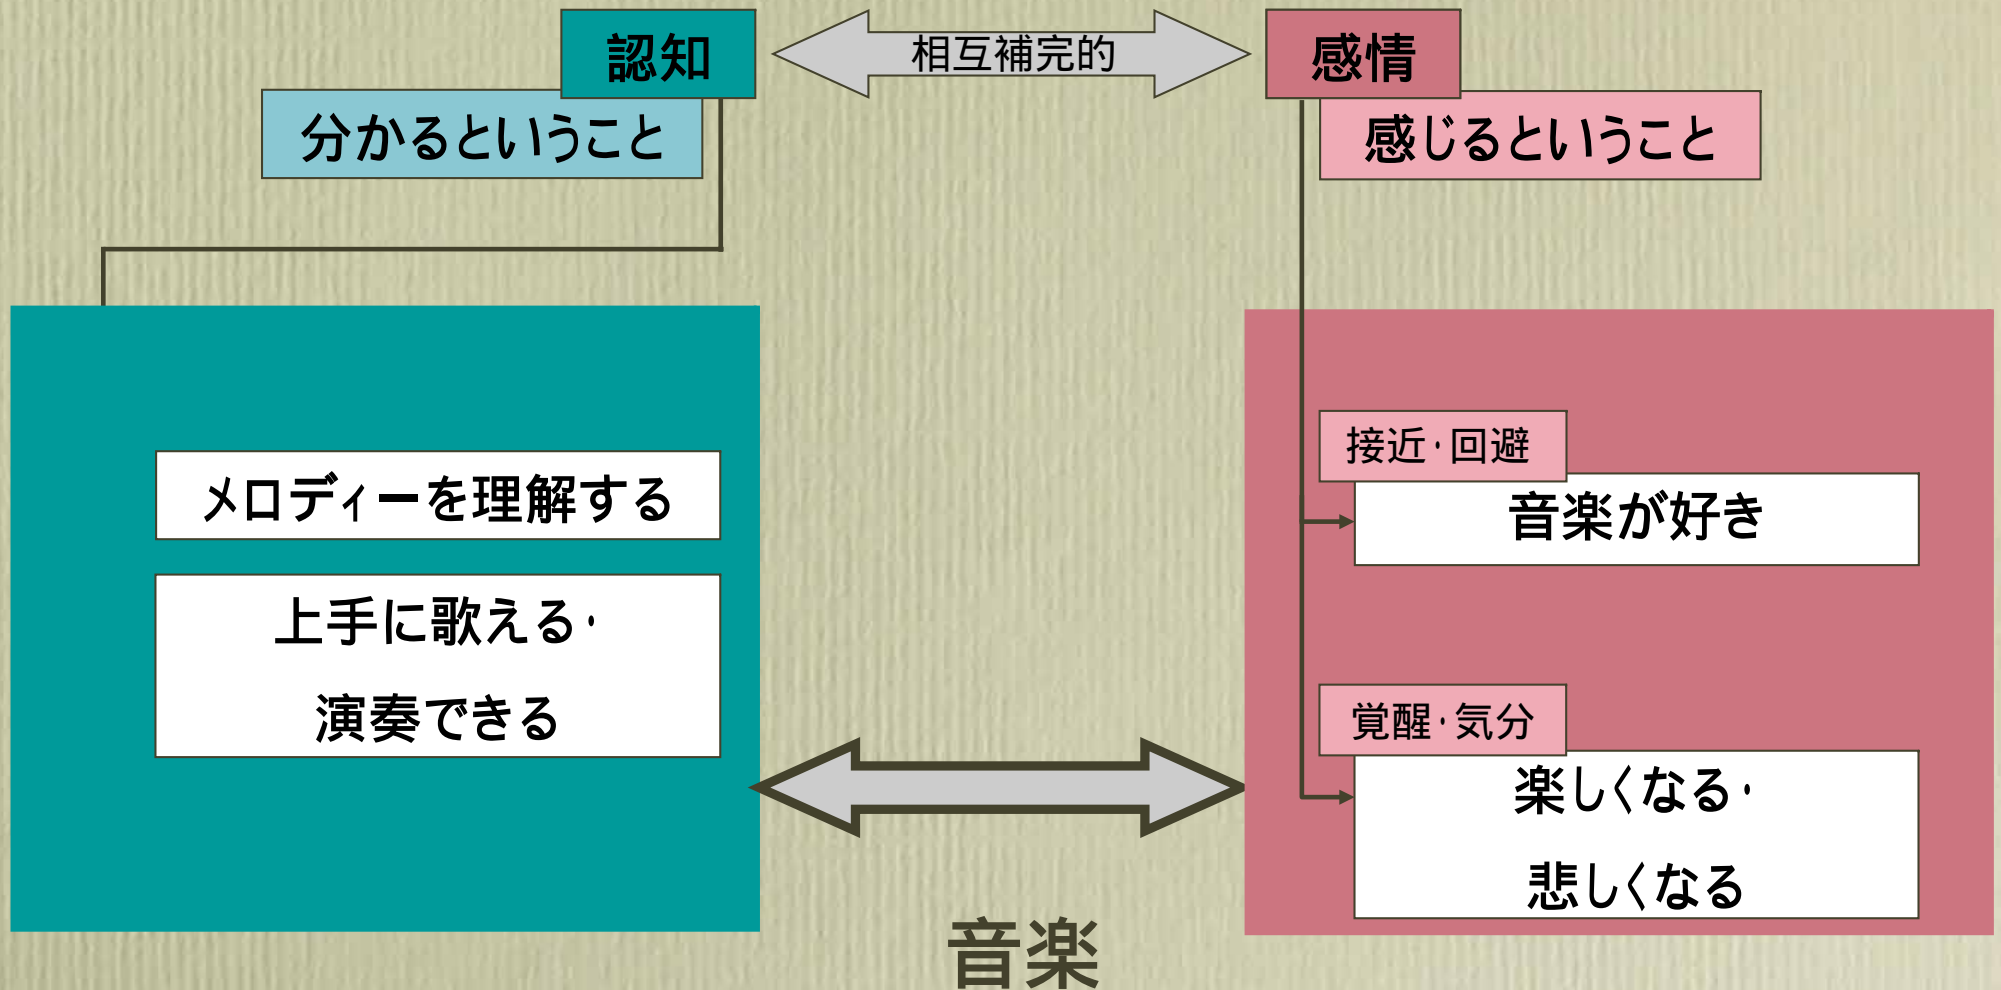 認知
相互補完的
感情
分かるということ
感じるということ
メロディーを理解する
上手に歌える・
演奏できる
接近・回避
音楽が好き
覚醒・気分
楽しくなる・
悲しくなる
音楽